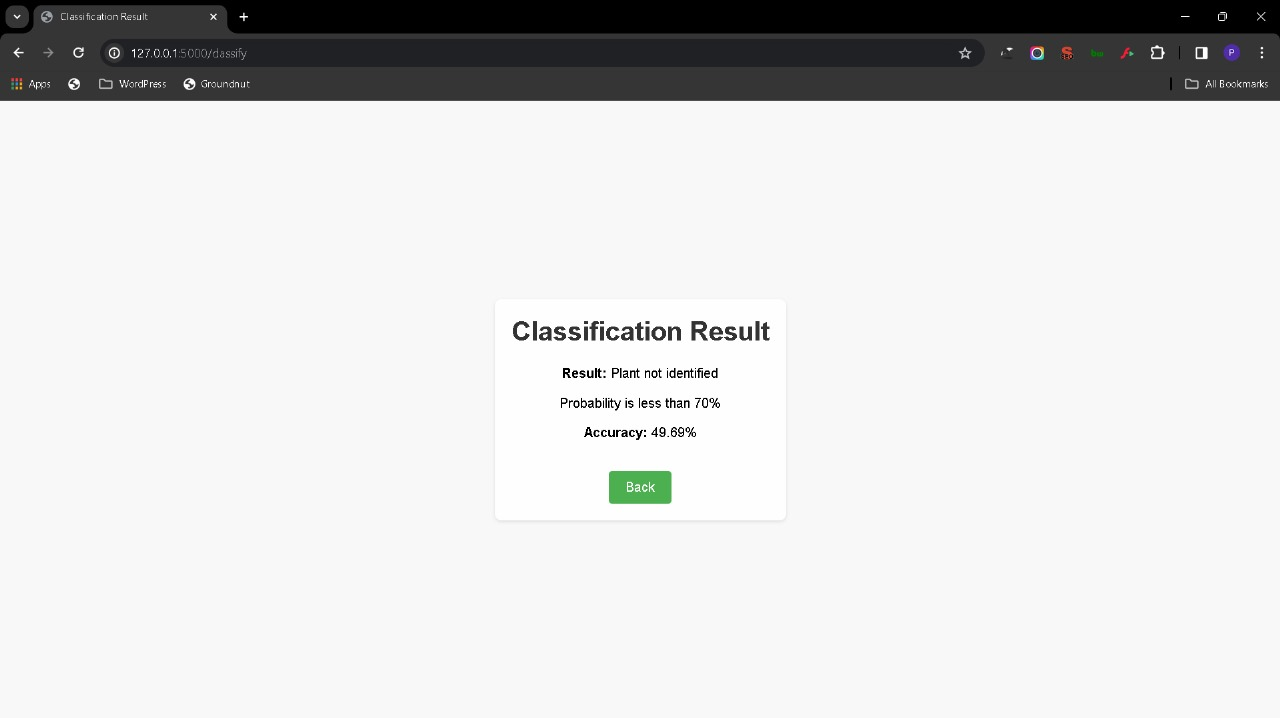 Classification Result
127.0.0.1:5000/classify
P
Apps
WordPress
Groundnut
All Bookmarks
Classification Result
Result: Plant not identified
Probability is less than 70%
Accuracy: 49.69%
Back